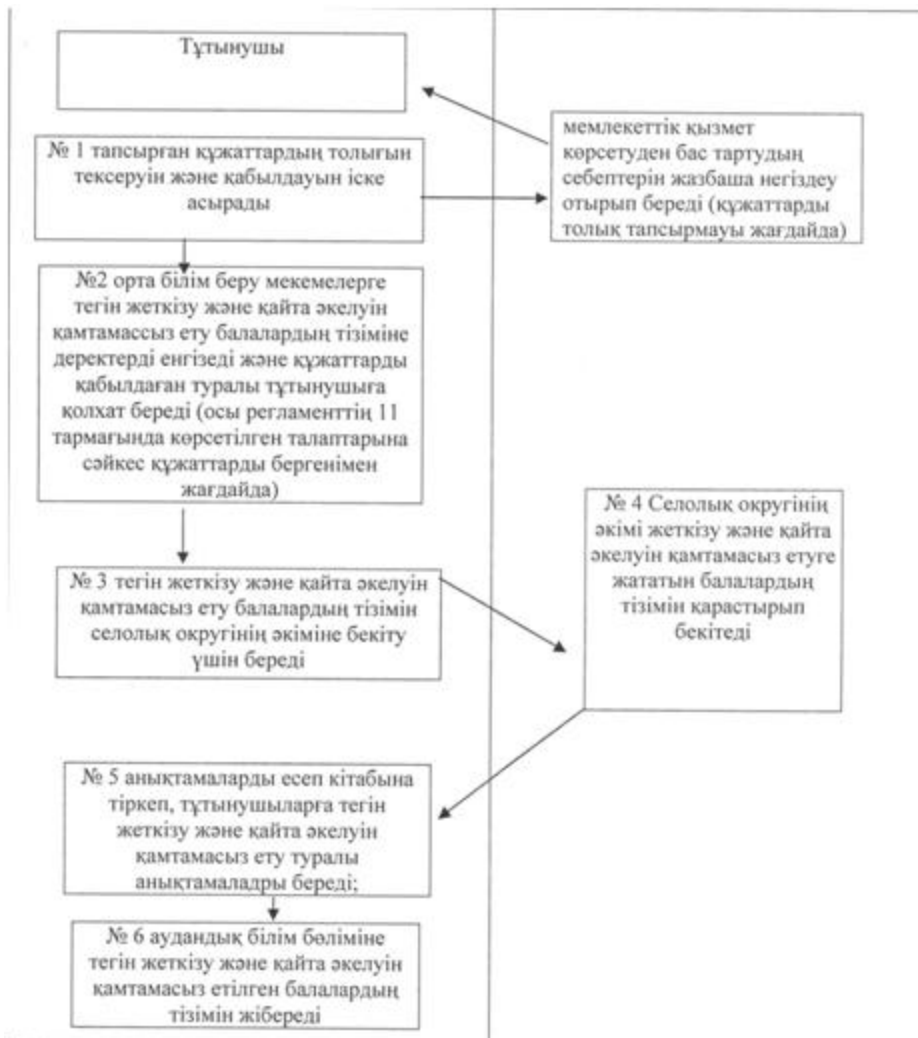 Тұтынушы
№ 1 тапсырған құжаттардың толығын
тексеруін және қабылдауын іске
асырады
мемлекеттік қызмет
көрсетуден бас тартудың
себептерін жазбаша негіздеу
отырып береді (құжаттарды
толық тапсырмауы жағдайда)
№2 орта білім беру мекемелерге
тегін жеткізу және қайта әкелуін
қамтамассыз ету балалардың тізіміне
деректерді енгізеді және құжаттарды
қабылдаған туралы тұтынушыға
қолхат береді (осы регламенттің 11
тармағында көрсетілген талаптарына
сәйкес құжаттарды бергенімен
жағдайда)
№ 3 тегін жеткізу және қайта әкелуін
қамтамасыз ету балалардың тізімін
селолық округінің әкіміне бекіту
үшін береді
№ 4 Селолық округінің
әкімі жеткізу және қайта
әкелуін қамтамасыз етуге
жататын балалардың
тізімін қарастырып
бекітеді
№ 5 анықтамаларды есеп кітабына
тіркеп, тұтынушыларға тегін
жеткізу және қайта әкелуін
қамтамасыз ету туралы
анықтамаладры береді;
№ 6 аудандық білім бөліміне
тегін жеткізу және қайта әкелуін
қамтамасыз етілген балалардың
тізімін жібереді